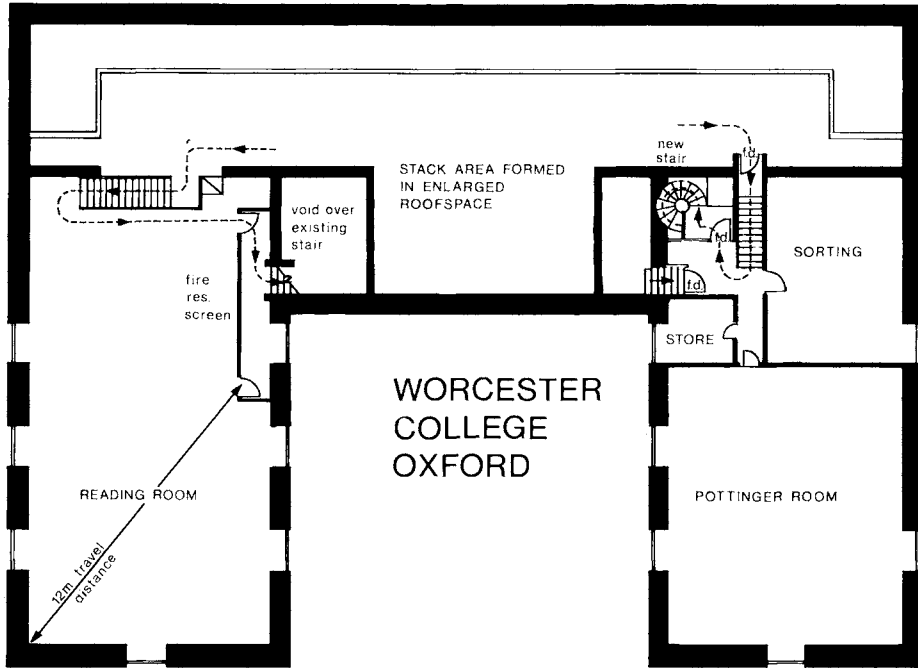 new
stair
f.d.
STACK AREA FORMED
IN ENLARGED
ROOFSPACE
void over
existing
stair
f.d.
SORTING
fire
res.
screen
f.d.
STORE
WORCESTER
COLLEGE
OXFORD
READING ROOM
POTTINGER ROOM
12m travel
distance